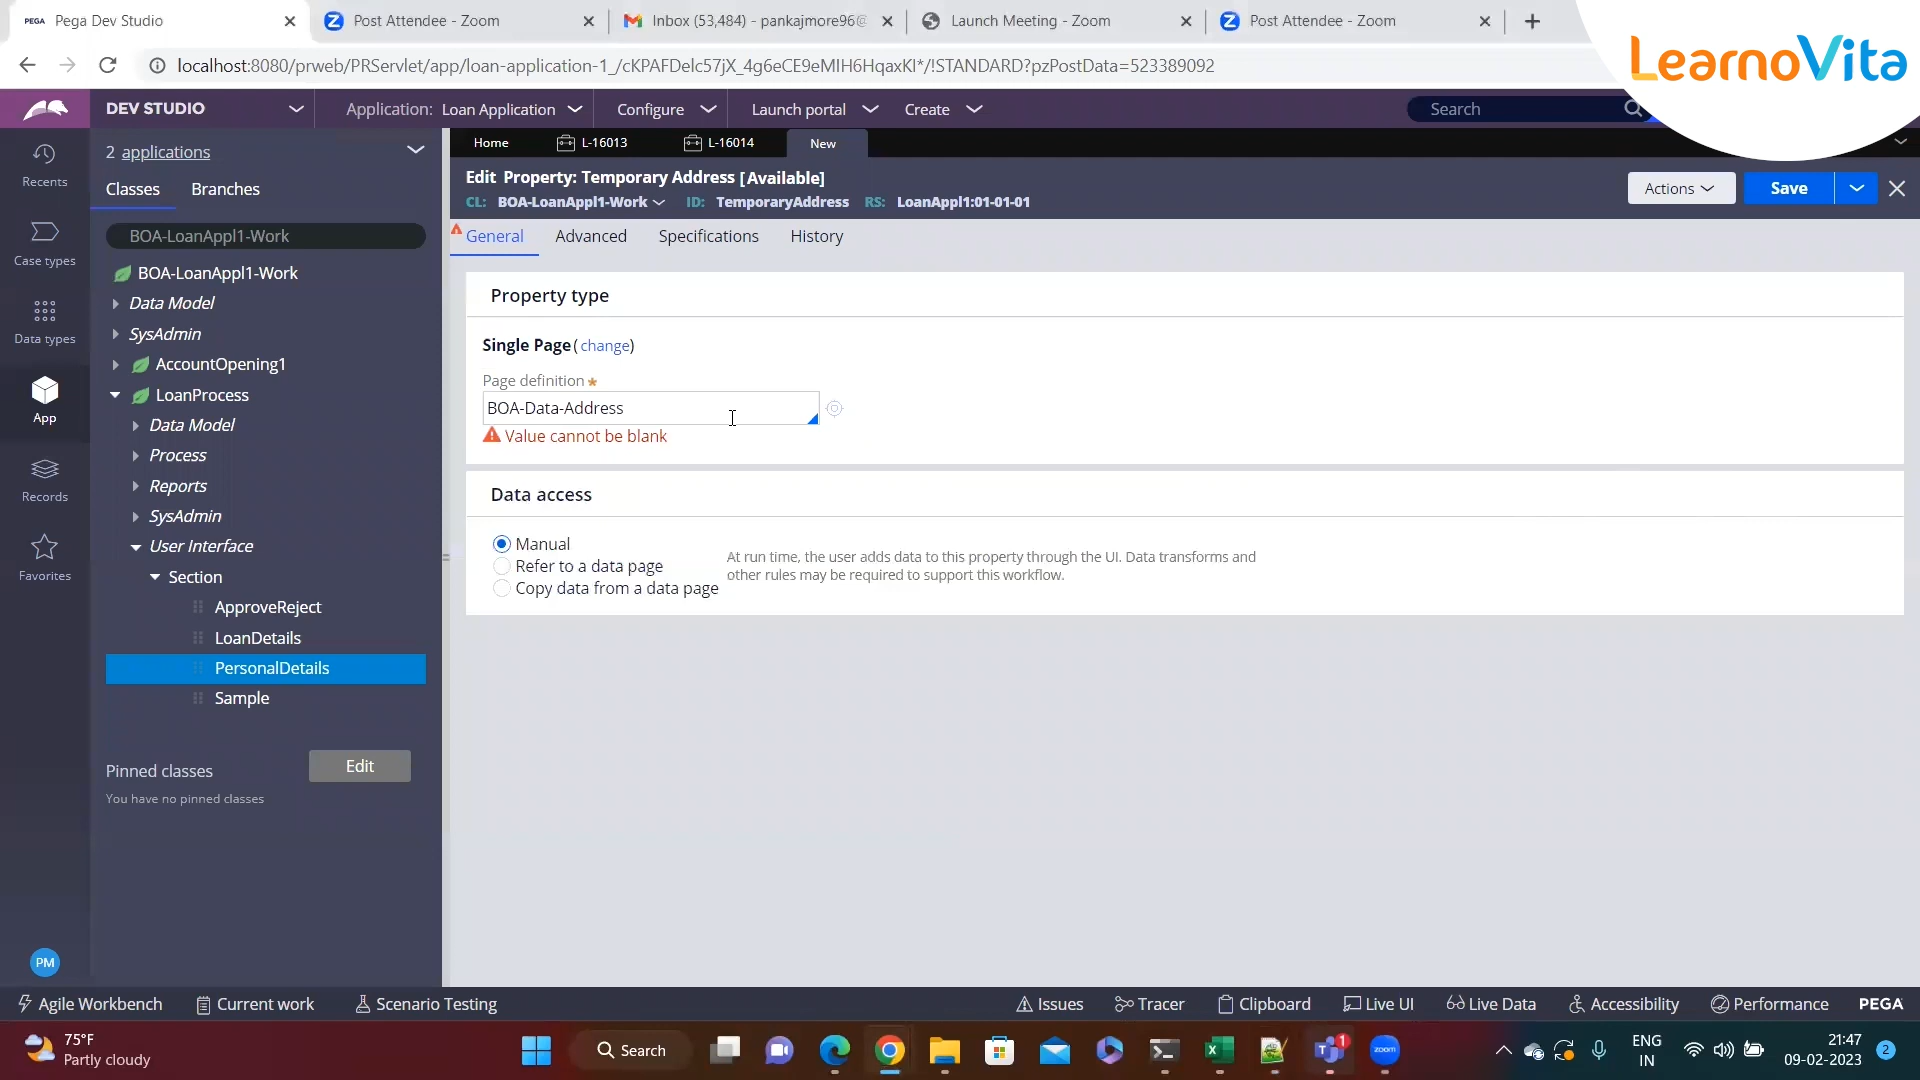 PEGA Pega Dev Studio
Post Attendee - Zoom
Inbox (53,484) - pankajmore96@
Launch Meeting - Zoom
Post Attendee - Zoom
localhost:8080/prweb/PRServlet/app/loan-application-1_/cKPAFDelc57jX_4g6eCE9eMIH6HqaxKI*/!STANDARD?pzPostData=523389092
LearnoVita
DEV STUDIO
Application: Loan Application
Configure
Launch portal
Create
Search
Recents
Case types
Data types
App
Records
Favorites
PM
2 applications
Classes Branches
BOA-LoanAppl1-Work
BOA-LoanAppl1-Work
Data Model
SysAdmin
AccountOpening1
LoanProcess
Data Model
Process
Reports
SysAdmin
User Interface
Section
ApproveReject
LoanDetails
PersonalDetails
Sample
Pinned classes Edit
You have no pinned classes
Home L-16013 L-16014 New
Edit Property: Temporary Address [Available]
CL: BOA-LoanAppl1-Work ID: TemporaryAddress RS: LoanAppl1:01-01-01
Actions Save
General Advanced Specifications History
Property type
Single Page (change)
Page definition *
BOA-Data-Address
Value cannot be blank
Data access
Manual
Refer to a data page
Copy data from a data page
At run time, the user adds data to this property through the UI. Data transforms and
other rules may be required to support this workflow.
Agile Workbench Current work Scenario Testing Issues Tracer Clipboard Live UI Live Data Accessibility Performance PEGA
75°F
Partly cloudy
Search
zoom
1
ENG
IN
21:47
09-02-2023
2